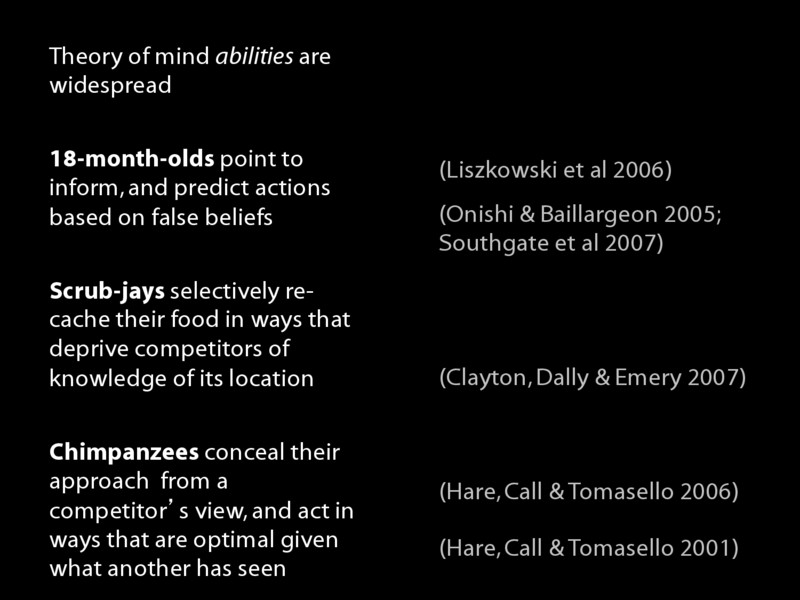 Theory of mind abilities are
widespread
18-month-olds point to
inform, and predict actions
based on false beliefs
(Liszkowski et al 2006)
(Onishi & Baillargeon 2005;
Southgate et al 2007)
Scrub-jays selectively re-
cache their food in ways that
deprive competitors of
knowledge of its location
(Clayton, Dally & Emery 2007)
Chimpanzees conceal their
approach from a
competitor's view, and act in
ways that are optimal given
what another has seen
(Hare, Call & Tomasello 2006)
(Hare, Call & Tomasello 2001)